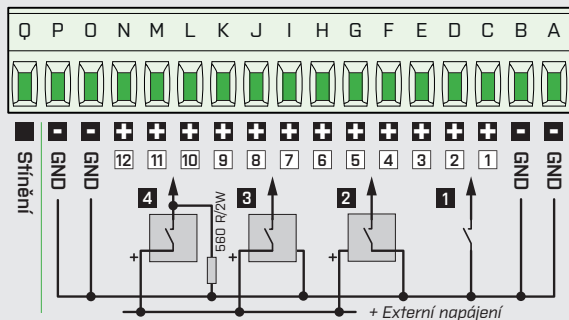 Q P O N M L K J I H G F E D C B A
- - + + + + + + + + + + + + - -
Stínění GND GND 12 11 10 9 8 7 6 5 4 3 2 1 GND GND
4 3 2 1
560 R/2W
+ + +
+ Externí napájení